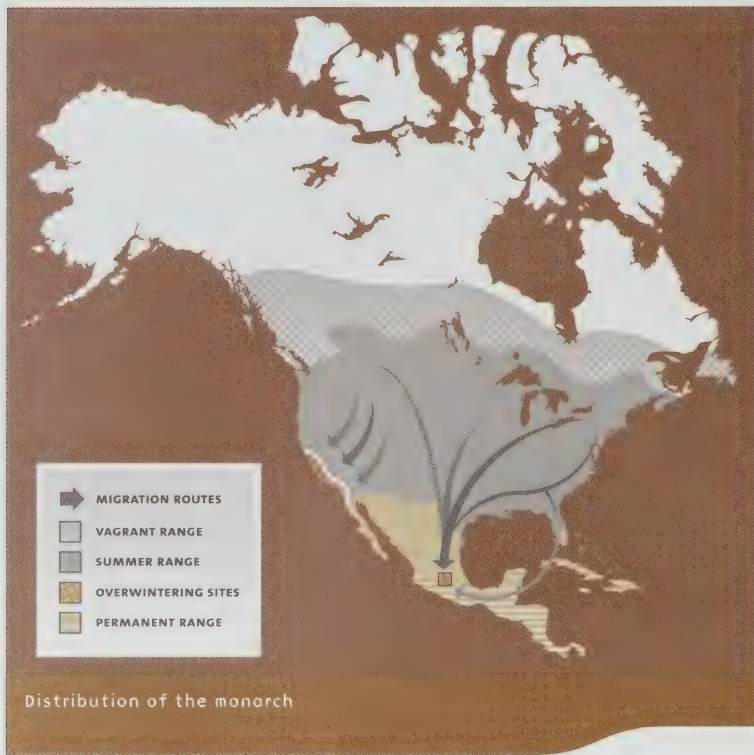 MIGRATION ROUTES
VAGRANT RANGE
SUMMER RANGE
OVERWINTERING SITES
PERMANENT RANGE
Distribution of the monarch